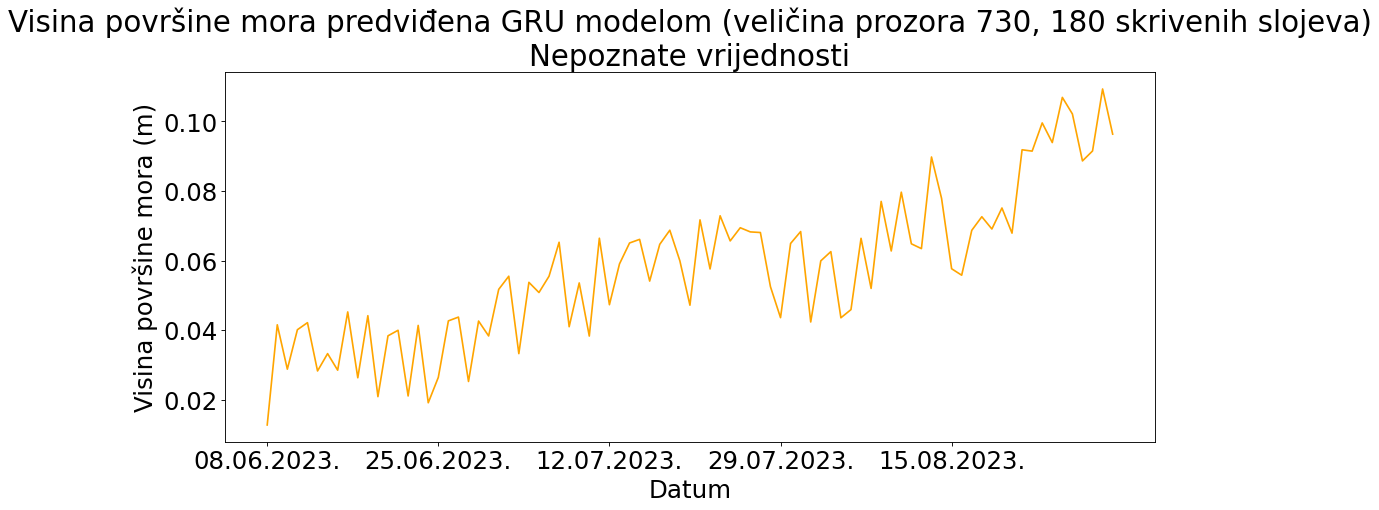 Visina površine mora predviđena GRU modelom (veličina prozora 730, 180 skrivenih slojeva)
Nepoznate vrijednosti
Visina površine mora (m)
0.10
0.08
0.06
0.04
0.02
08.06.2023. 25.06.2023. 12.07.2023. 29.07.2023. 15.08.2023.
Datum